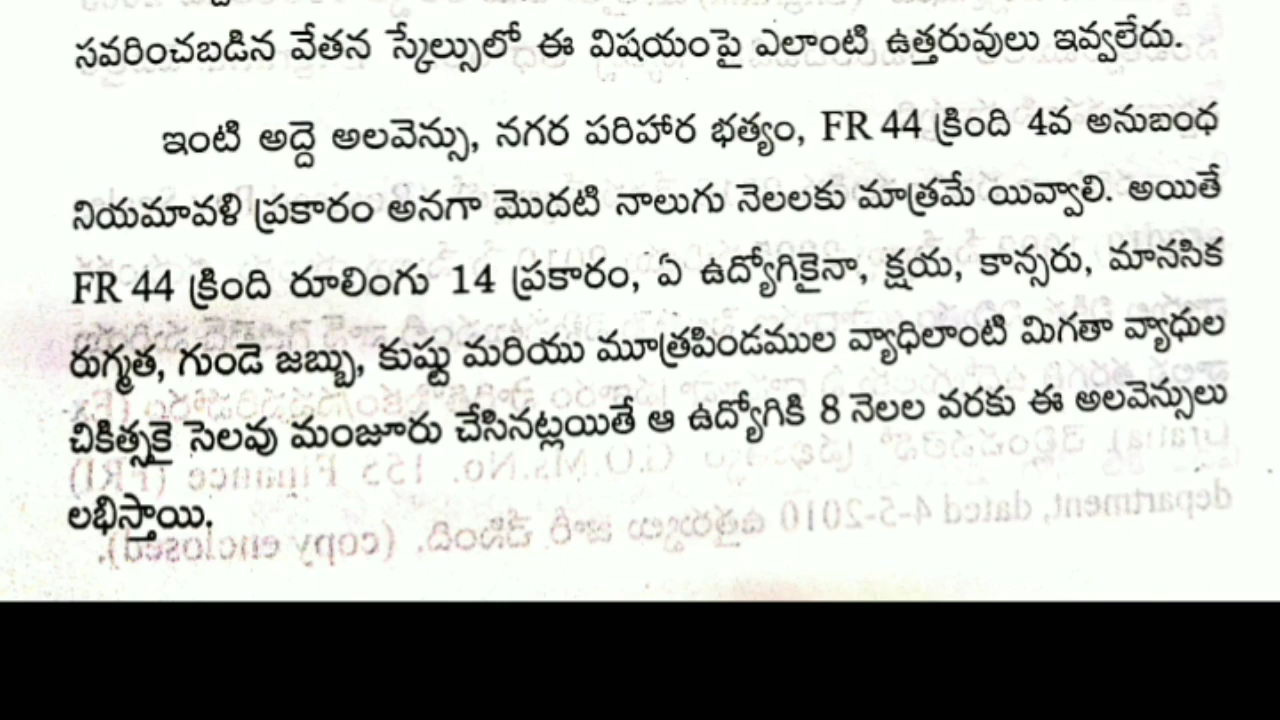 సవరించబడిన వేతన స్కేల్సులో ఈ విషయంపై ఎలాంటి ఉత్తరువులు ఇవ్వలేదు.
ఇంటి అద్దె అలవెన్సు, నగర పరిహార భత్యం, FR 44 క్రింది 4వ అనుబంధ
నియమావళి ప్రకారం అనగా మొదటి నాలుగు నెలలకు మాత్రమే యివ్వాలి. అయితే
FR 44 క్రింది రూలింగు 14 ప్రకారం, ఏ ఉద్యోగికైనా, క్షయ, కాన్సరు, మానసిక
రుగ్మత, గుండె జబ్బు, కుష్టు మరియు మూత్రపిండముల వ్యాధిలాంటి మిగతా వ్యాధుల
చికిత్సకై సెలవు మంజూరు చేసినట్లయితే ఆ ఉద్యోగికి 8 నెలల వరకు ఈ అలవెన్సులు
లభిస్తాయి.